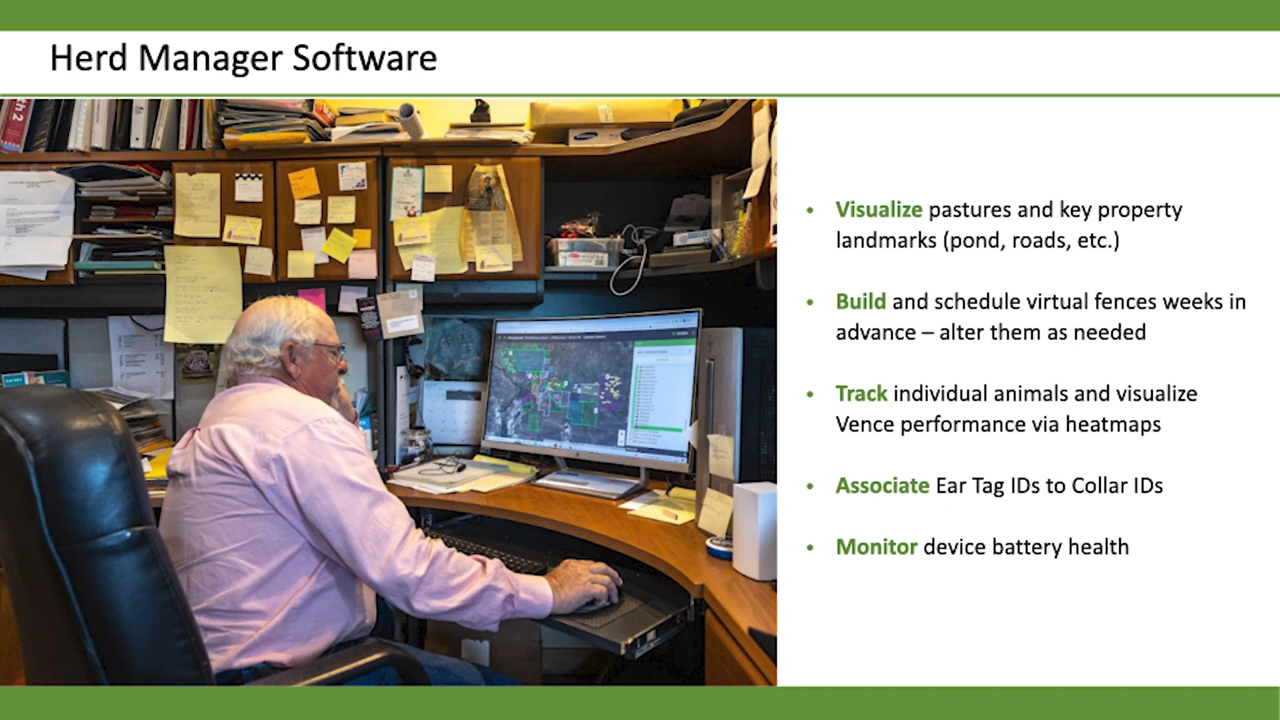 Herd Manager Software
• Visualize pastures and key property
landmarks (pond, roads, etc.)
• Build and schedule virtual fences weeks in
advance – alter them as needed
• Track individual animals and visualize
Vence performance via heatmaps
• Associate Ear Tag IDs to Collar IDs
• Monitor device battery health